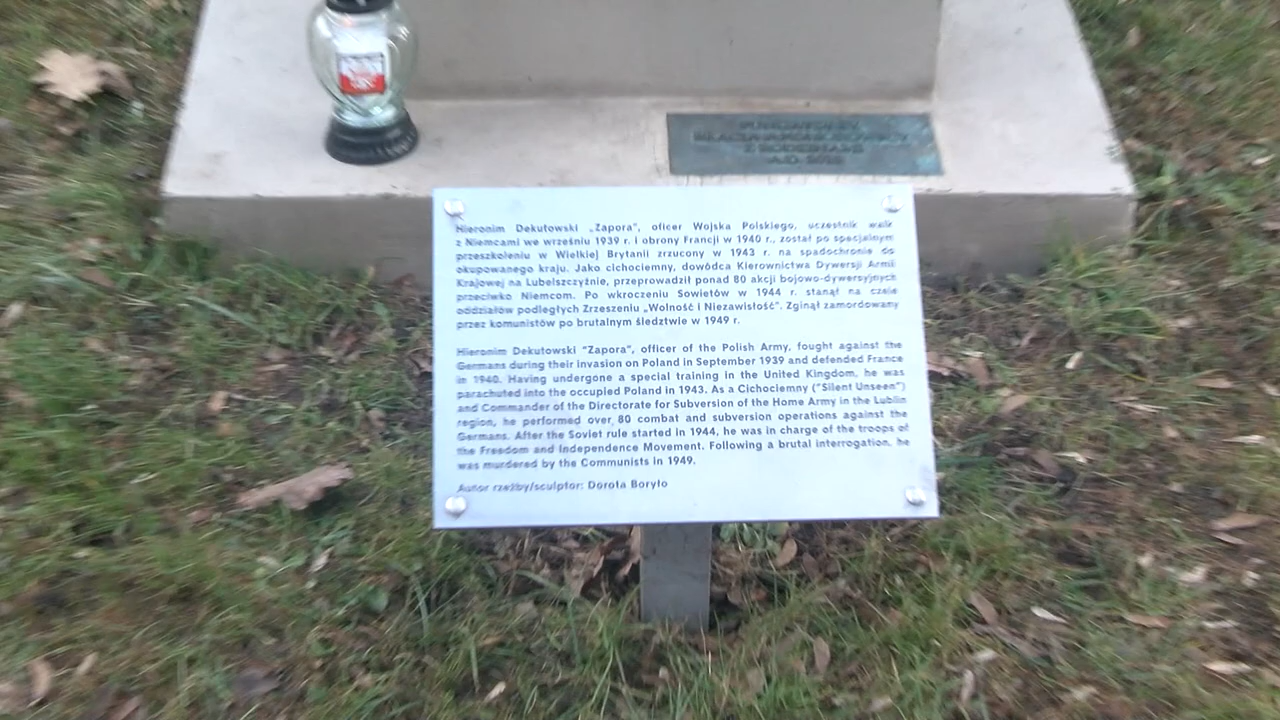 Z RODZINAMI
A.D. 2012
Hieronim Dekutowski „Zapora”, oficer Wojska Polskiego, uczestnik walk
z Niemcami we wrześniu 1939 r. i obrony Francji w 1940 r., został po specjalnym
przeszkoleniu w Wielkiej Brytanii zrzucony w 1943 r. na spadochronie do
okupowanego kraju. Jako cichociemny, dowódca Kierownictwa Dywersji Armii
Krajowej na Lubelszczyźnie, przeprowadził ponad 80 akcji bojowo-dywersyjnych
przeciwko Niemcom. Po wkroczeniu Sowietów w 1944 r. stanął na czele
oddziałów podległych Zrzeszeniu „Wolność i Niezawisłość”. Zginął zamordowany
przez komunistów po brutalnym śledztwie w 1949 r.
Hieronim Dekutowski “Zapora”, officer of the Polish Army, fought against the
Germans during their invasion on Poland in September 1939 and defended France
in 1940. Having undergone a special training in the United Kingdom, he was
parachuted into the occupied Poland in 1943. As a Cichociemny (“Silent Unseen”)
and Commander of the Directorate for Subversion of the Home Army in the Lublin
region, he performed over 80 combat and subversion operations against the
Germans. After the Soviet rule started in 1944, he was in charge of the troops of
the Freedom and Independence Movement. Following a brutal interrogation, he
was murdered by the Communists in 1949.
Autor rzeźby/sculptor: Dorota Boryło